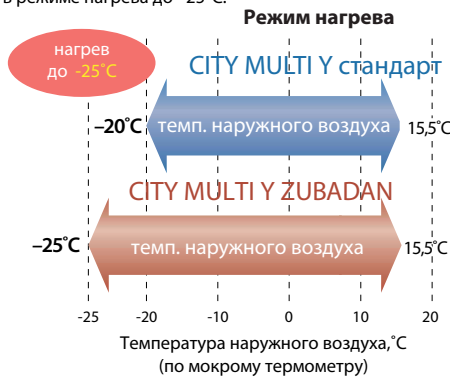 в режиме нагрева до -25˚C.
Режим нагрева
нагрев
до -25˚C
CITY MULTI Y стандарт
–20˚C темп. наружного воздуха 15,5˚C
CITY MULTI Y ZUBADAN
–25˚C темп. наружного воздуха 15,5˚C
-25 -20 -10 0 10 20
Температура наружного воздуха,˚C
(по мокрому термометру)